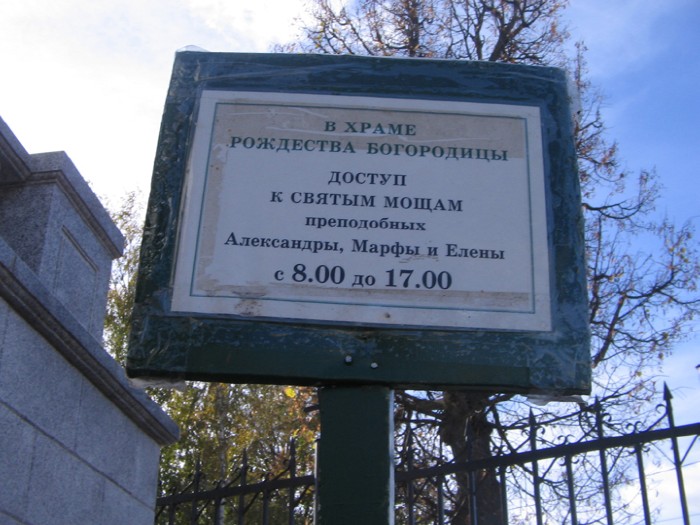 В ХРАМЕ
РОЖДЕСТВА БОГОРОДИЦЫ
ДОСТУП
К СВЯТЫМ МОЩАМ
преподобных
Александры, Марфы и Елены
с 8.00 до 17.00